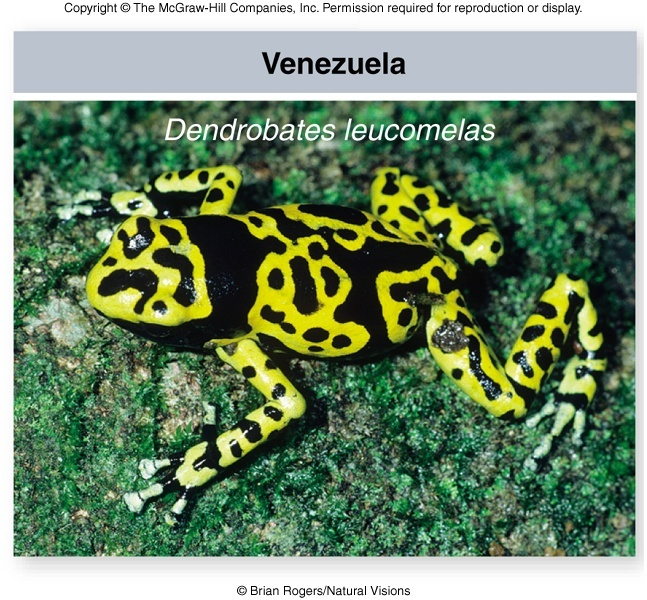 Copyright © The McGraw-Hill Companies, Inc. Permission required for reproduction or display.
Venezuela
Dendrobates leucomelas
© Brian Rogers/Natural Visions